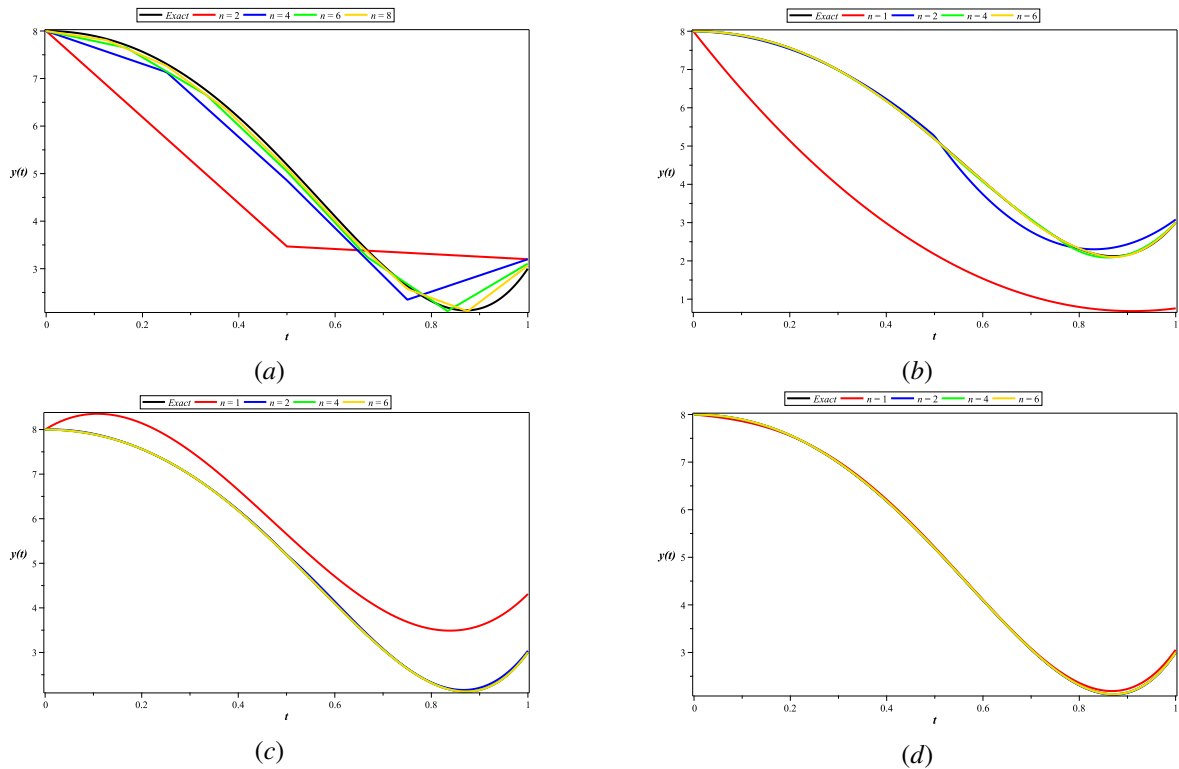 Exact n = 2 n = 4 n = 6 n = 8
8
7
6
5
4
3
y(t)
0 0.2 0.4 0.6 0.8 1
t
(a)
Exact n = 1 n = 2 n = 4 n = 6
8
7
6
5
4
3
2
1
y(t)
0 0.2 0.4 0.6 0.8 1
t
(b)
Exact n = 1 n = 2 n = 4 n = 6
8
7
6
5
4
3
y(t)
0 0.2 0.4 0.6 0.8 1
t
(c)
Exact n = 1 n = 2 n = 4 n = 6
8
7
6
5
4
3
y(t)
0 0.2 0.4 0.6 0.8 1
t
(d)